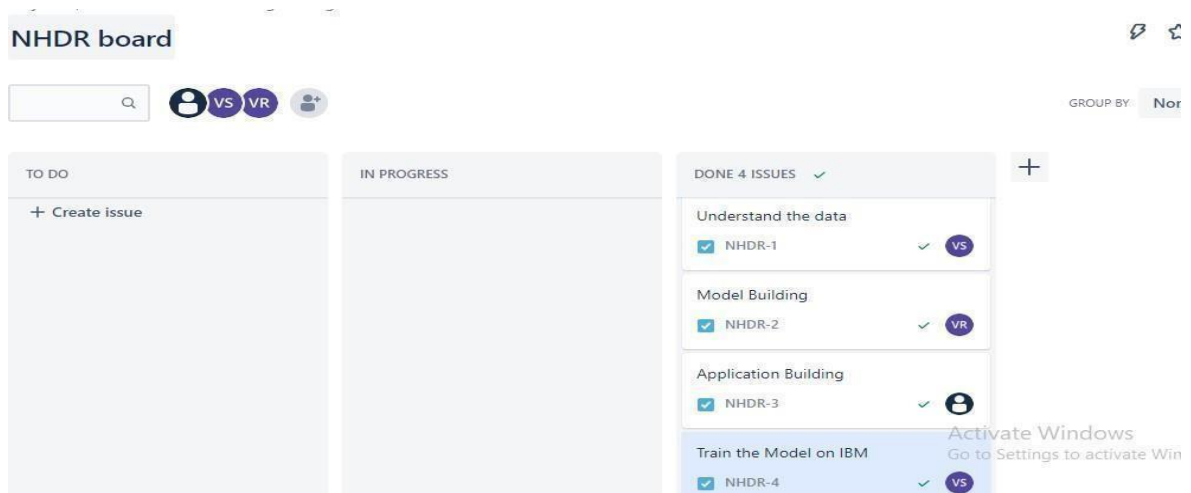 NHDR board
VS VR
GROUP BY
TO DO
IN PROGRESS
DONE 4 ISSUES
+ Create issue
Understand the data
NHDR-1
VS
Model Building
NHDR-2
VR
Application Building
NHDR-3
Activate Windows
Go to Settings to activate
Train the Model on IBM
NHDR-4
VS